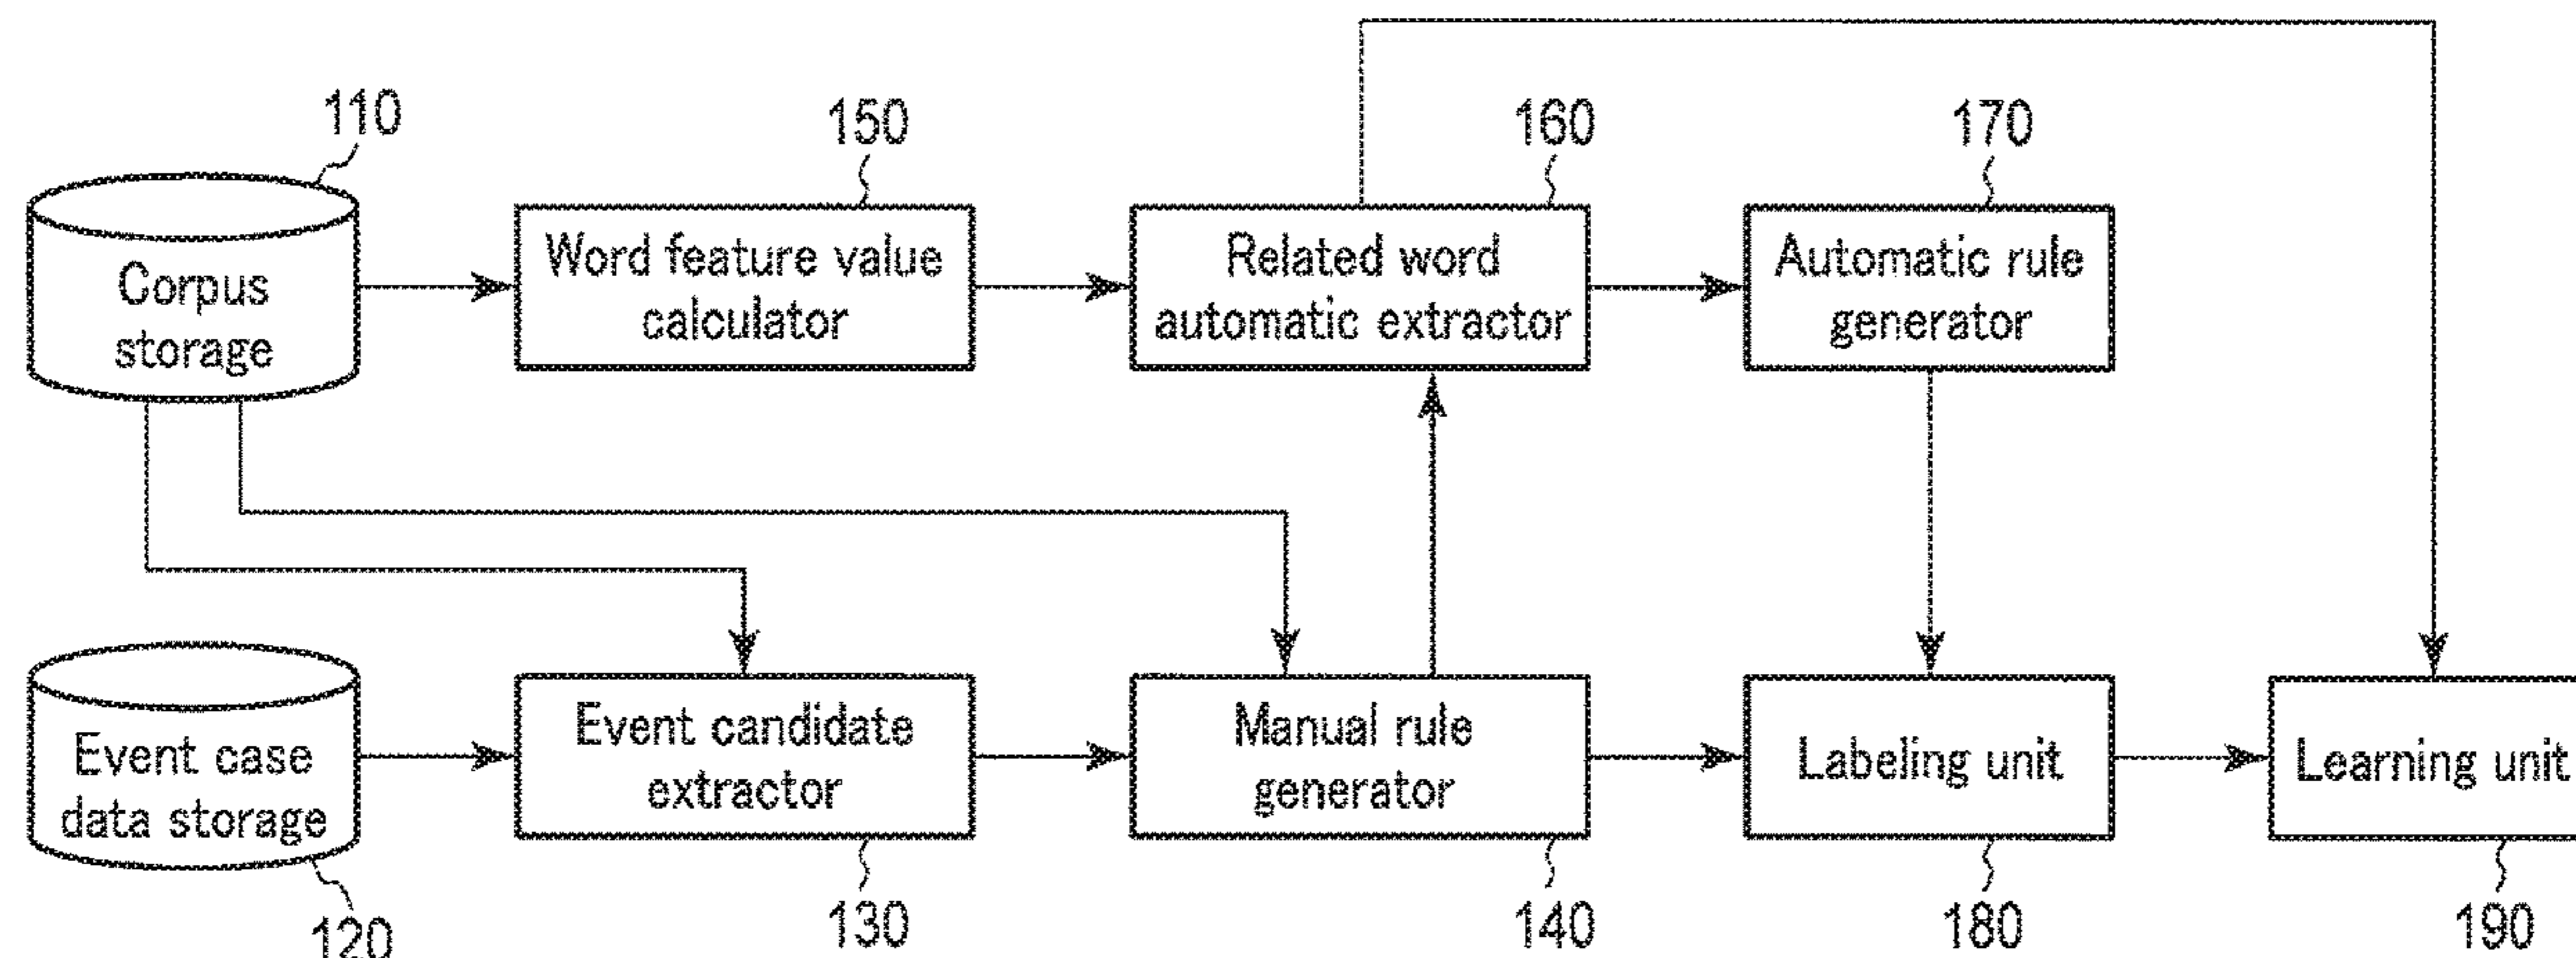 110
150
160
170
Corpus
storage
Word feature value
calculator
Related word
automatic extractor
Automatic rule
generator
Event case
data storage
Event candidate
extractor
Manual rule
generator
Labeling unit
Learning unit
120
130
140
180
190